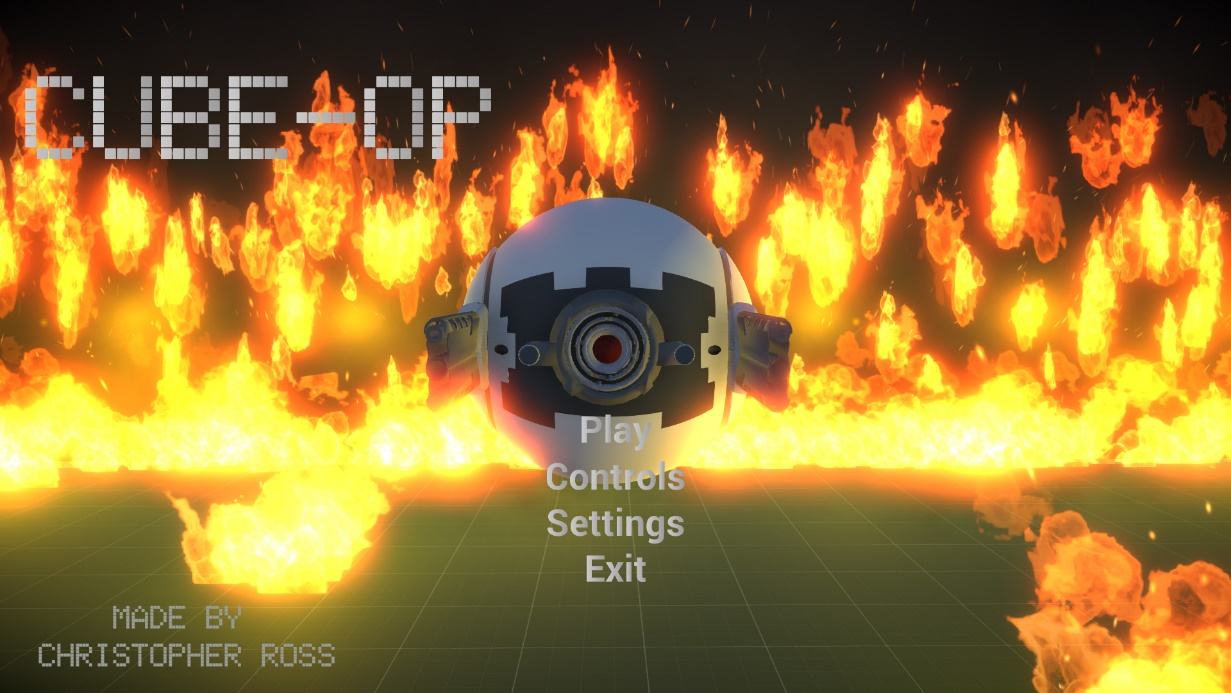 CUBE-OP
Play
Controls
Settings
Exit
MADE BY
CHRISTOPHER ROSS